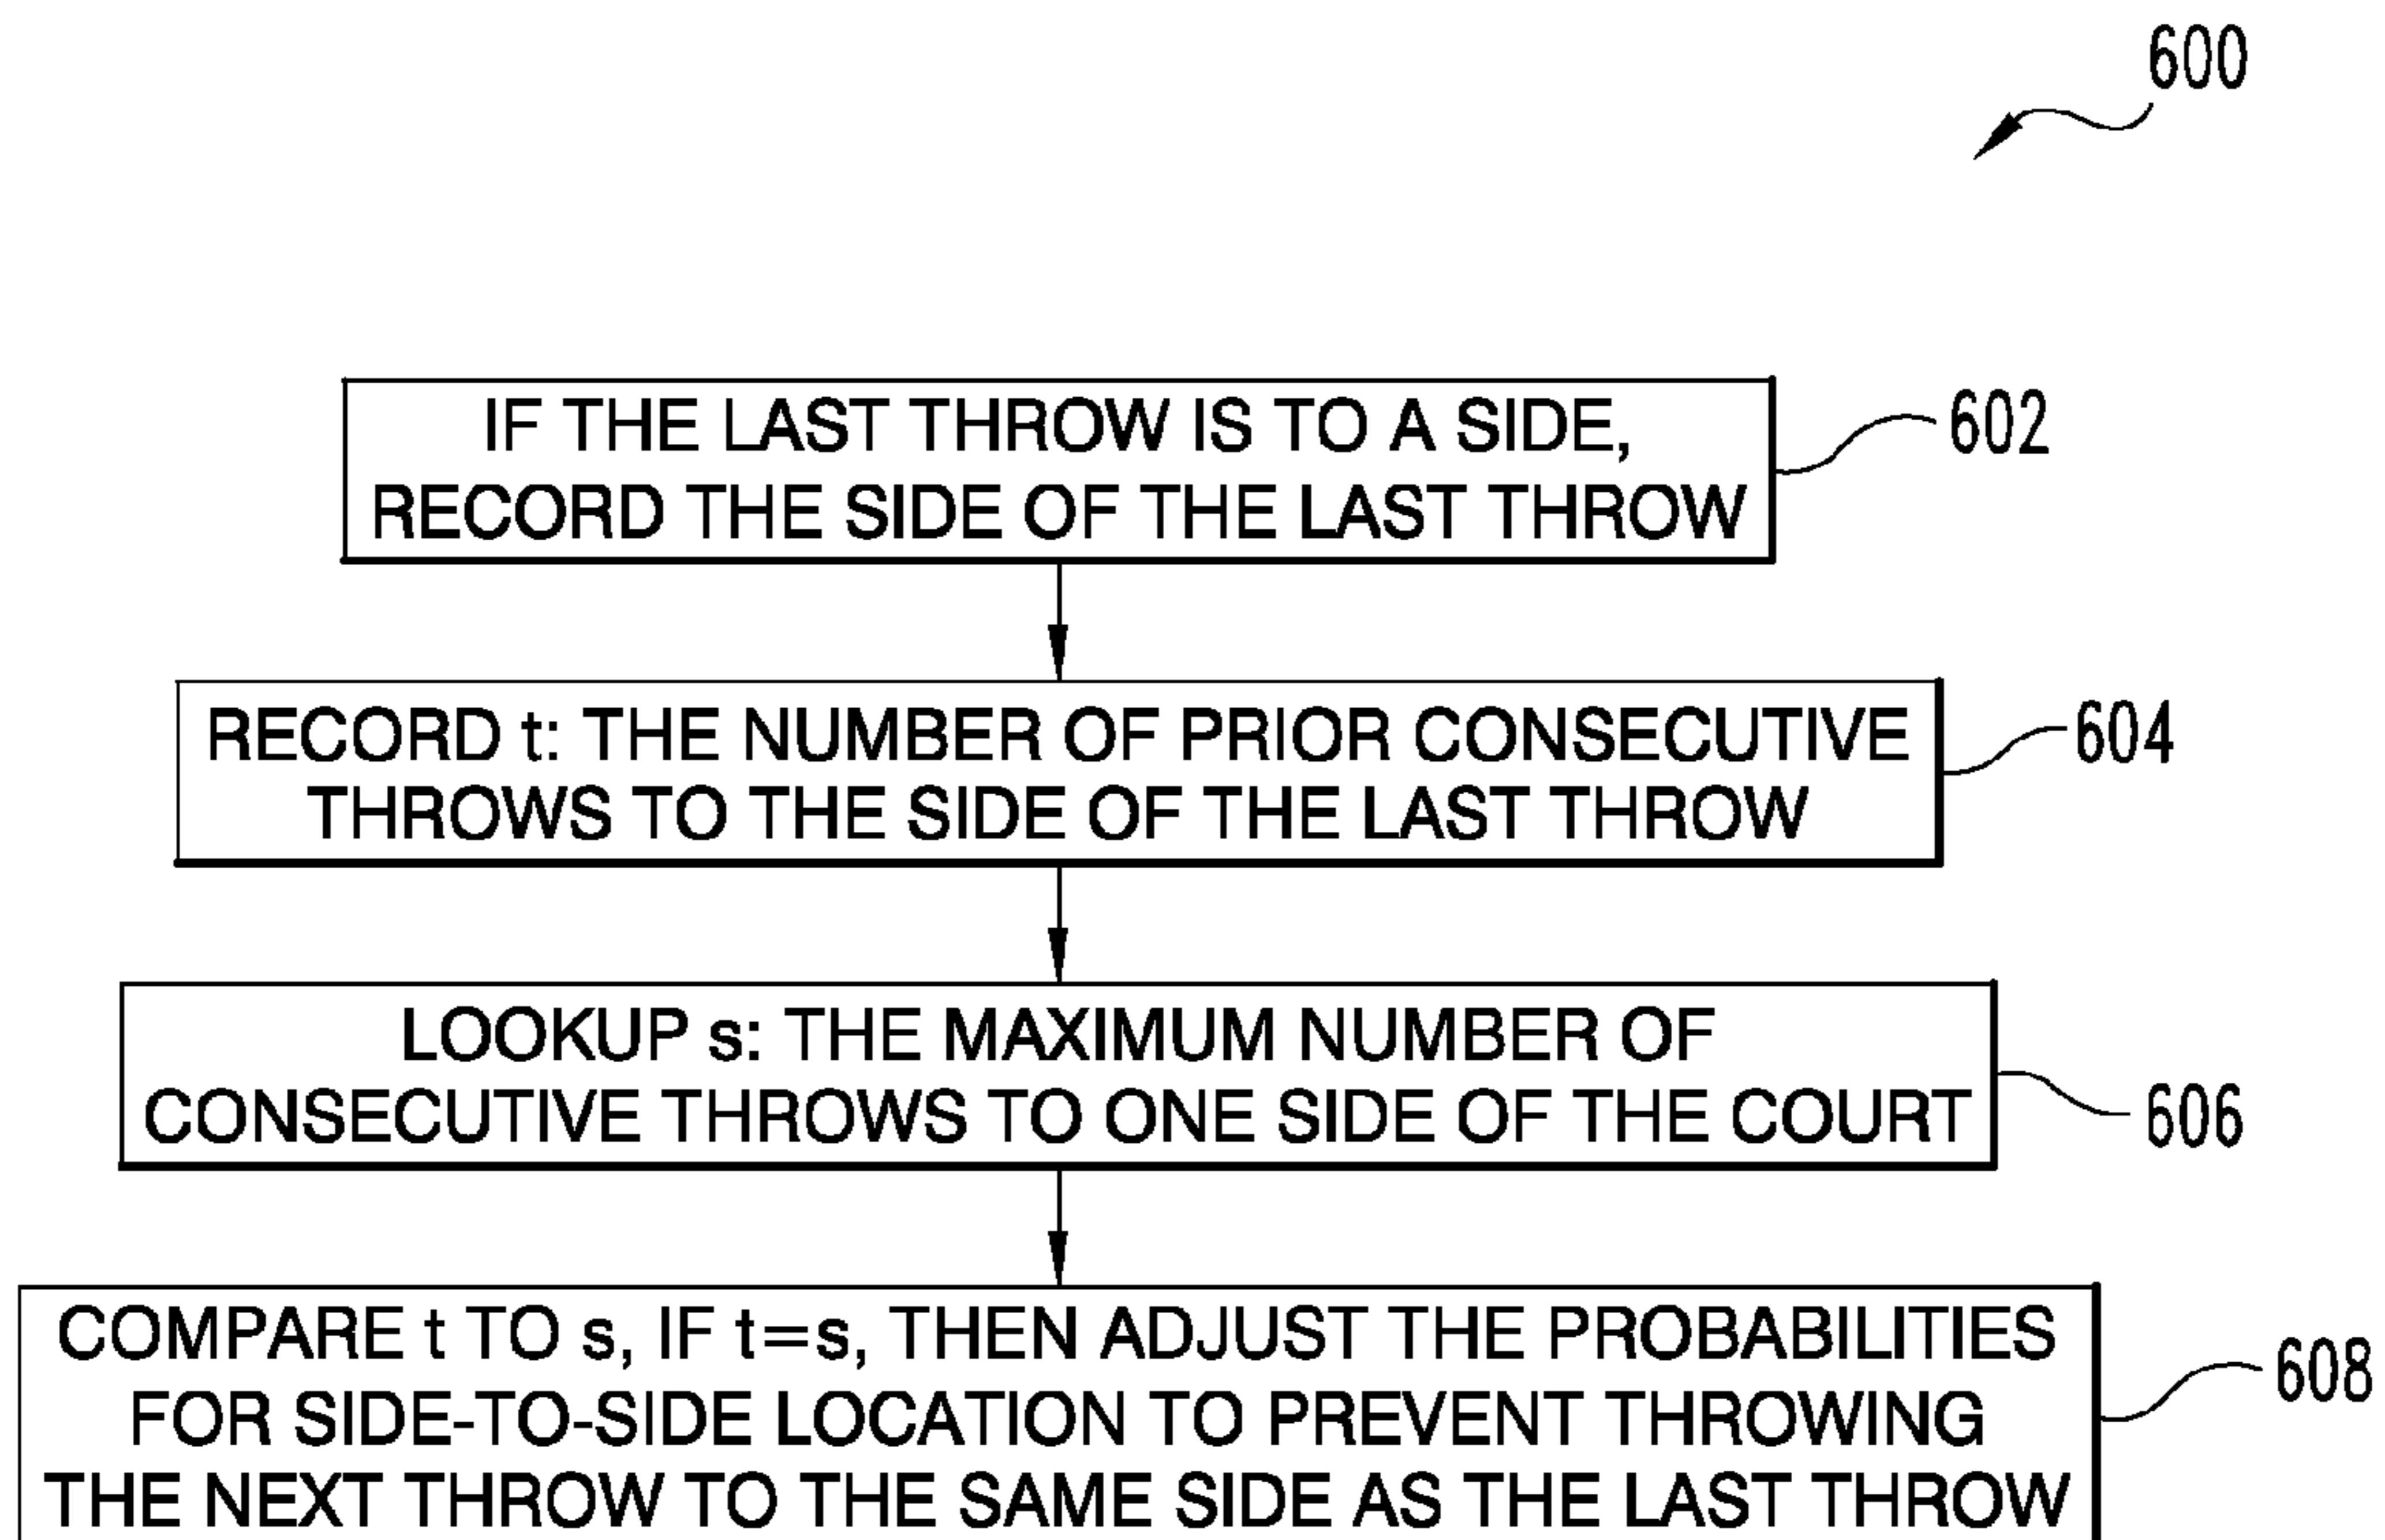 600
IF THE LAST THROW IS TO A SIDE,
RECORD THE SIDE OF THE LAST THROW
602
RECORD t: THE NUMBER OF PRIOR CONSECUTIVE
THROWS TO THE SIDE OF THE LAST THROW
604
LOOKUP s: THE MAXIMUM NUMBER OF
CONSECUTIVE THROWS TO ONE SIDE OF THE COURT
606
COMPARE t TO s, IF t=s, THEN ADJUST THE PROBABILITIES
FOR SIDE-TO-SIDE LOCATION TO PREVENT THROWING
THE NEXT THROW TO THE SAME SIDE AS THE LAST THROW
608